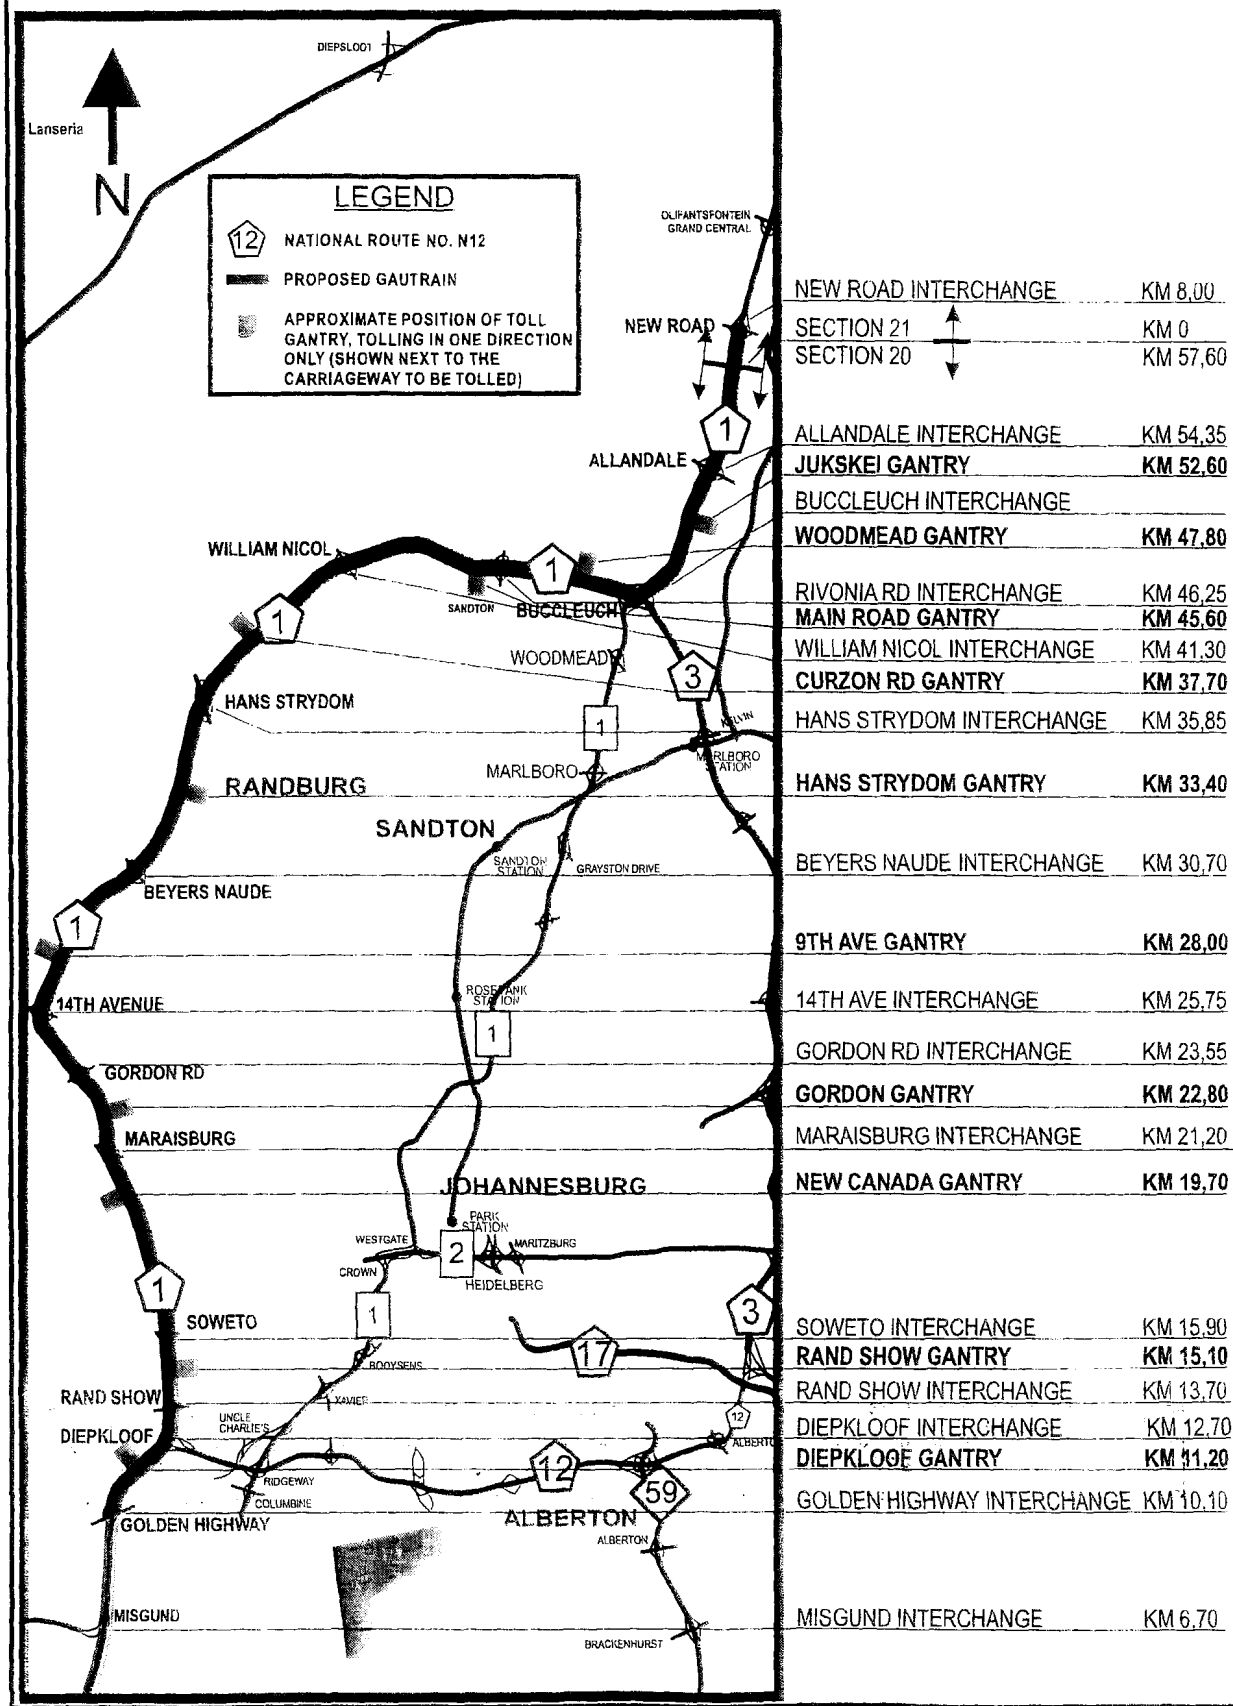 DIEPSLOOT
Lanseria
N
LEGEND
12 NATIONAL ROUTE NO. N12
PROPOSED GAUTRAIN
APPROXIMATE POSITION OF TOLL
GANTRY, TOLLING IN ONE DIRECTION
ONLY (SHOWN NEXT TO THE
CARRIAGEWAY TO BE TOLLED)
OLIFANTSFONTEIN
GRAND CENTRAL
NEW ROAD
1
ALLANDALE
WILLIAM NICOL
1
SANDTON
BUCCLEUCH
1
WOODMEAD
3
HANS STRYDOM
1
KELVIN
MARLBORO
STATION
MARLBORO
RANDBURG
SANDTON
SANDTON
STATION
GRAYSTON DRIVE
BEYERS NAUDE
1
ROSEBANK
STATION
14TH AVENUE
1
GORDON RD
MARAISBURG
JOHANNESBURG
PARK
STATION
WESTGATE
2
MARITZBURG
CROWN
HEIDELBERG
1
1
3
SOWETO
17
BOOYSENS
RAND SHOW
XAVIER
UNCLE
CHARLIE'S
12
DIEPKLOOF
ALBERTON
12
RIDGEWAY
59
COLUMBINE
ALBERTON
GOLDEN HIGHWAY
ALBERTON
MISGUND
BRACKENHURST
NEW ROAD INTERCHANGE KM 8,00
SECTION 21 KM 0
SECTION 20 KM 57,60
ALLANDALE INTERCHANGE KM 54,35
JUKSKEI GANTRY KM 52,60
BUCCLEUCH INTERCHANGE
WOODMEAD GANTRY KM 47,80
RIVONIA RD INTERCHANGE KM 46,25
MAIN ROAD GANTRY KM 45,60
WILLIAM NICOL INTERCHANGE KM 41,30
CURZON RD GANTRY KM 37,70
HANS STRYDOM INTERCHANGE KM 35,85
HANS STRYDOM GANTRY KM 33,40
BEYERS NAUDE INTERCHANGE KM 30,70
9TH AVE GANTRY KM 28,00
14TH AVE INTERCHANGE KM 25,75
GORDON RD INTERCHANGE KM 23,55
GORDON GANTRY KM 22,80
MARAISBURG INTERCHANGE KM 21,20
NEW CANADA GANTRY KM 19,70
SOWETO INTERCHANGE KM 15,90
RAND SHOW GANTRY KM 15,10
RAND SHOW INTERCHANGE KM 13,70
DIEPKLOOF INTERCHANGE KM 12,70
DIEPKLOOF GANTRY KM 11,20
GOLDEN HIGHWAY INTERCHANGE KM 10,10
MISGUND INTERCHANGE KM 6,70